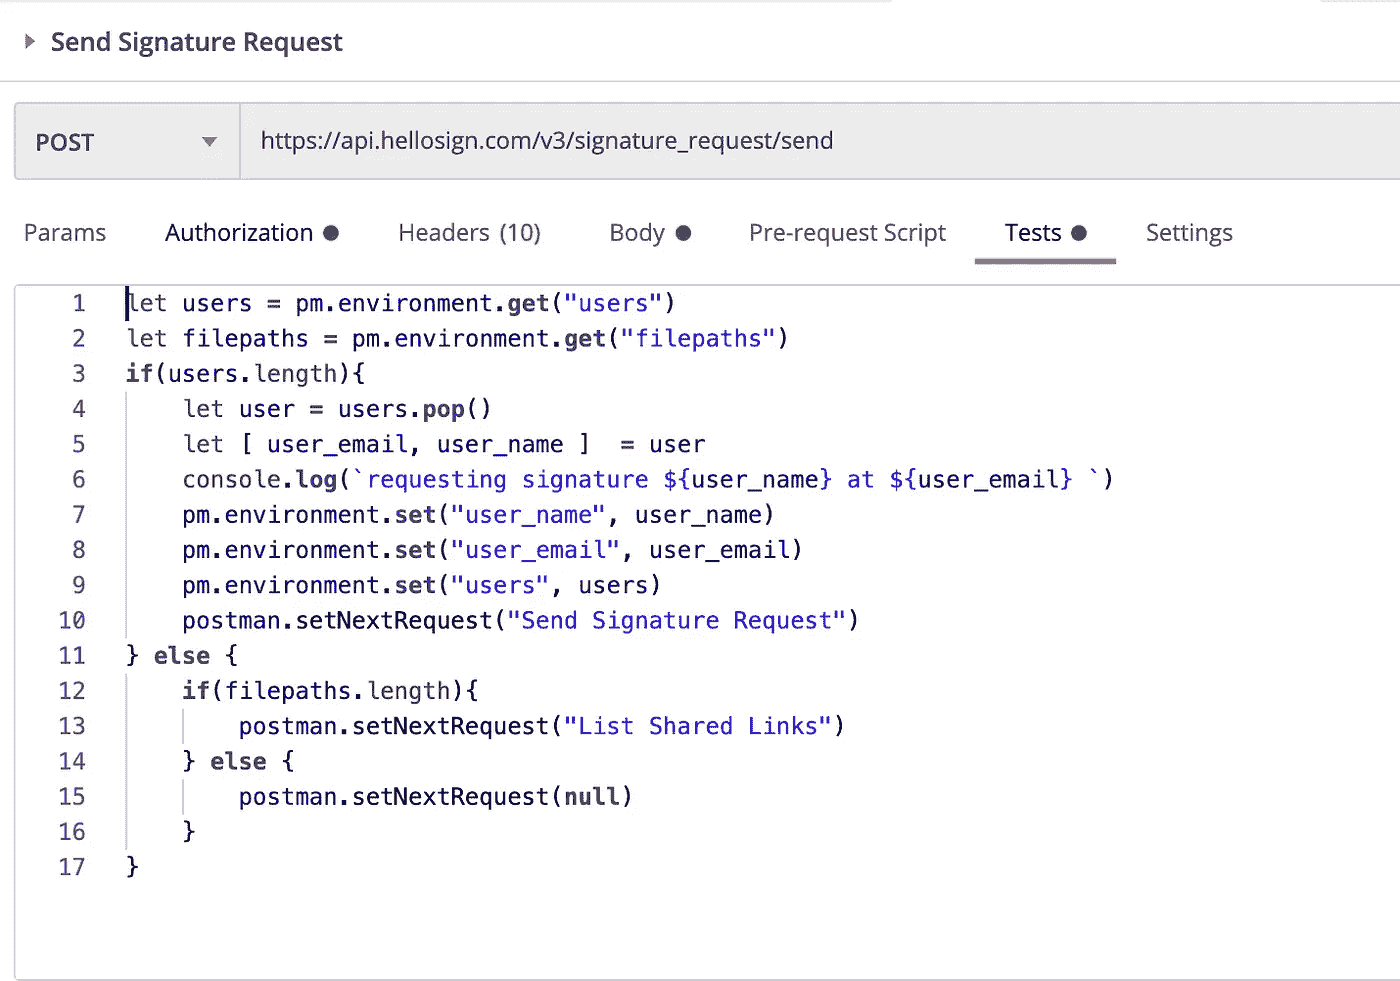 Send Signature Request
POST https://api.hellosign.com/v3/signature_request/send
Params Authorization Headers (10) Body Pre-request Script Tests Settings
1 let users = pm.environment.get("users")
2 let filepaths = pm.environment.get("filepaths")
3 if(users.length){
4 let user = users.pop()
5 let [ user_email, user_name ]  = user
6 console.log(`requesting signature ${user_name} at ${user_email} `)
7 pm.environment.set("user_name", user_name)
8 pm.environment.set("user_email", user_email)
9 pm.environment.set("users", users)
10 postman.setNextRequest("Send Signature Request")
11 } else {
12 if(filepaths.length){
13 postman.setNextRequest("List Shared Links")
14 } else {
15 postman.setNextRequest(null)
16 }
17 }